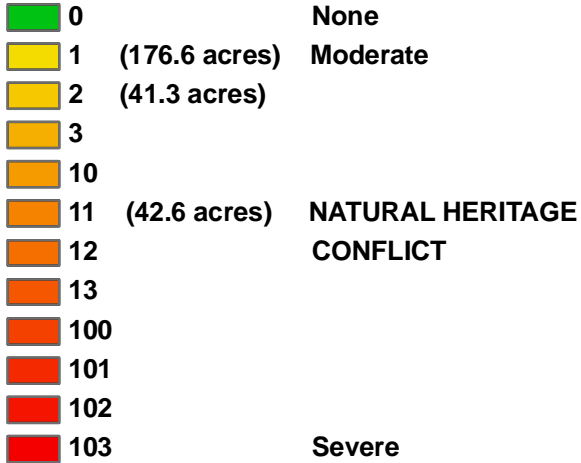 0 None
1 (176.6 acres) Moderate
2 (41.3 acres)
3
10
11 (42.6 acres) NATURAL HERITAGE
12 CONFLICT
13
100
101
102
103 Severe